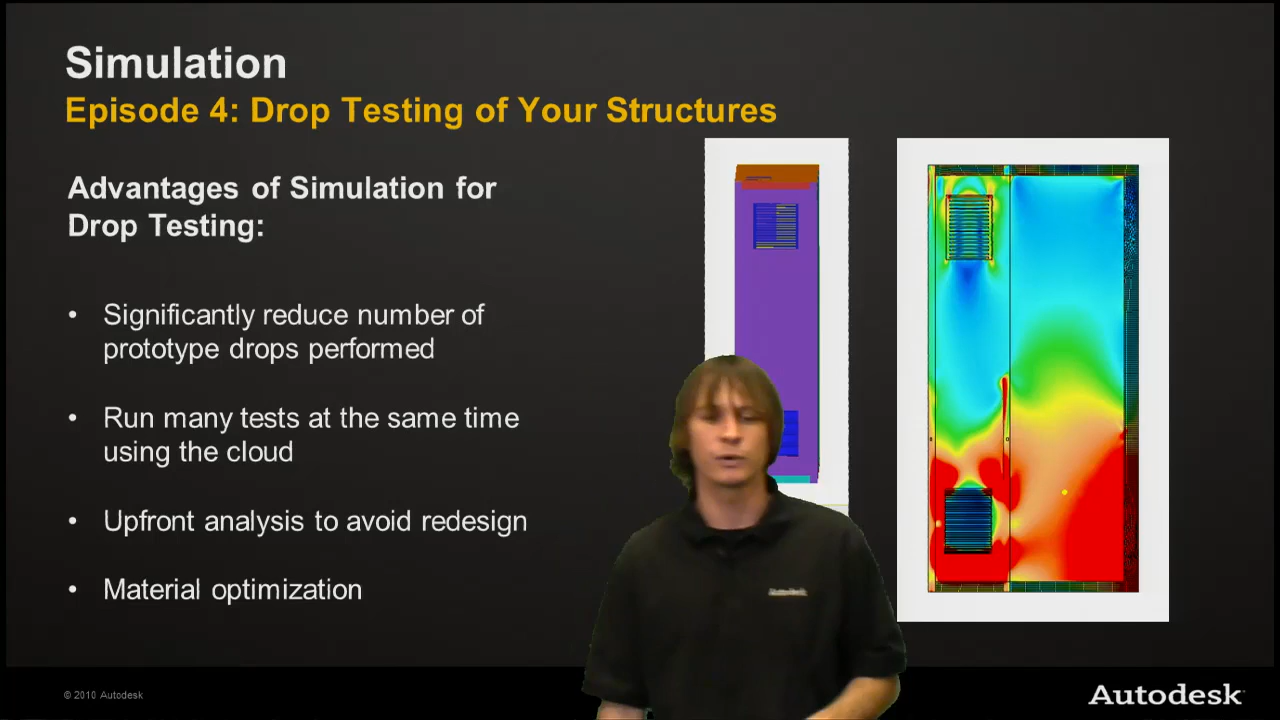 Simulation
Episode 4: Drop Testing of Your Structures
Advantages of Simulation for
Drop Testing:
• Significantly reduce number of
prototype drops performed
• Run many tests at the same time
using the cloud
• Upfront analysis to avoid redesign
• Material optimization
© 2010 Autodesk
Autodesk